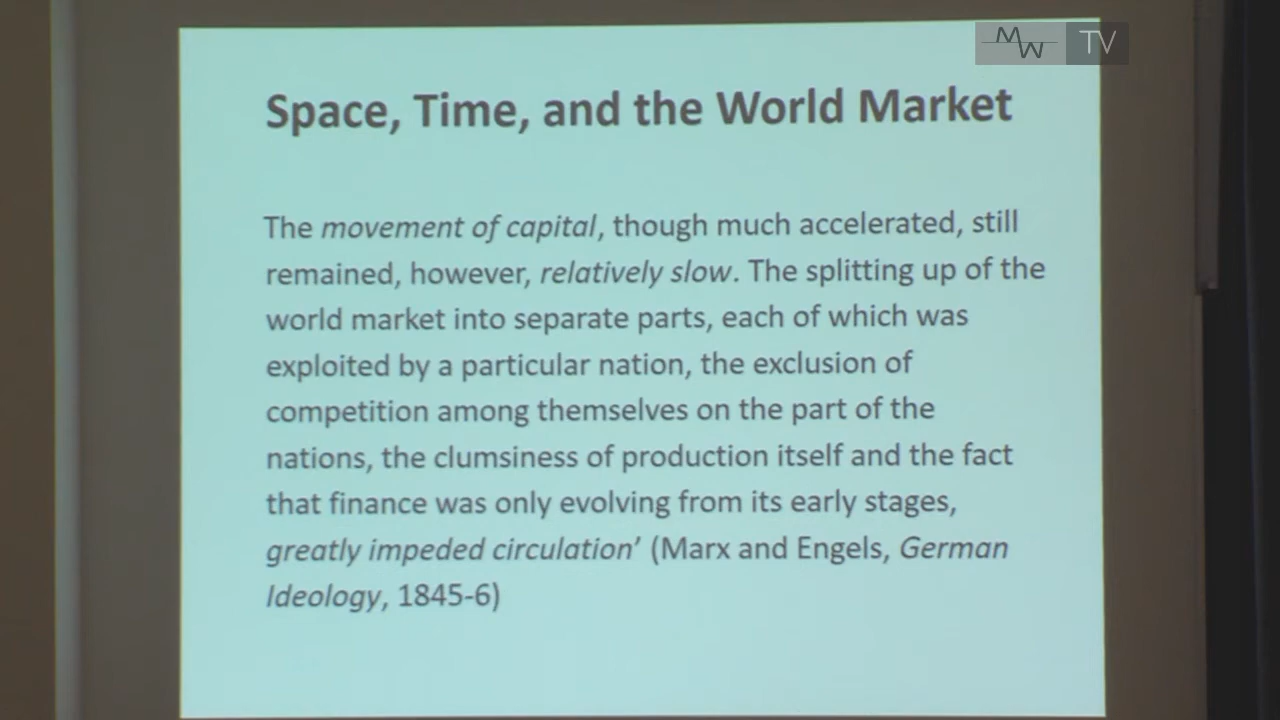 MW TV
Space, Time, and the World Market
The movement of capital, though much accelerated, still
remained, however, relatively slow. The splitting up of the
world market into separate parts, each of which was
exploited by a particular nation, the exclusion of
competition among themselves on the part of the
nations, the clumsiness of production itself and the fact
that finance was only evolving from its early stages,
greatly impeded circulation’ (Marx and Engels, German
Ideology, 1845-6)